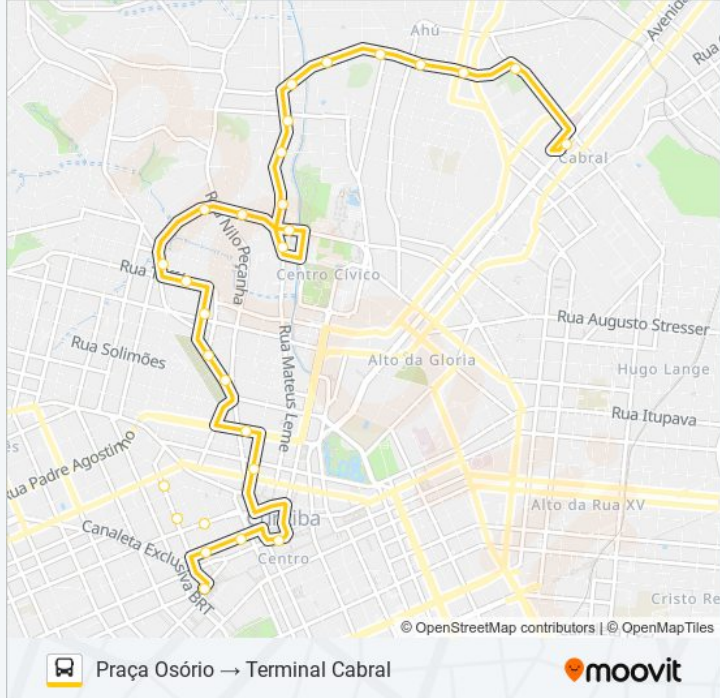 Ahú
Avenida
Rua
Cabral
Rua Nilo Peçanha
Centro Cívico
Rua Augusto Stresser
Rua Solimões
Rua Mateus Leme
Alto da Gloria
Hugo Lange
Rua Itupava
Rua Padre Agostinho
Alto da Rua XV
Canaleta Exclusiva BRT
Centro
Cristo Re
© OpenStreetMap contributors | © OpenMapTiles
Praça Osório → Terminal Cabral
moovit